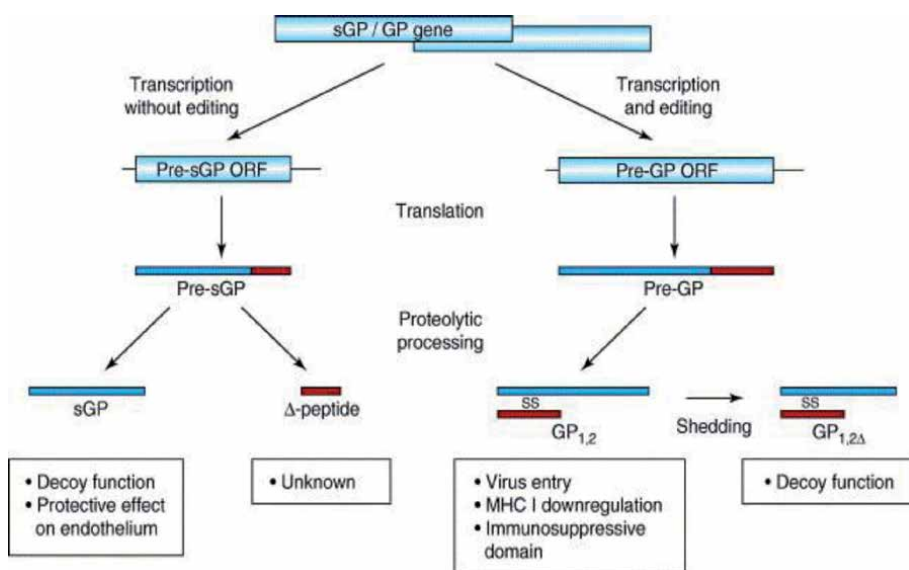 sGP / GP gene
Transcription
without editing
Transcription
and editing
Pre-sGP ORF
Pre-GP ORF
Translation
Pre-sGP
Pre-GP
Proteolytic
processing
sGP
Δ-peptide
SS
GP1,2
Shedding
SS
GP1,2Δ
• Decoy function
• Protective effect
on endothelium
• Unknown
• Virus entry
• MHC I downregulation
• Immunosuppressive
domain
• Decoy function